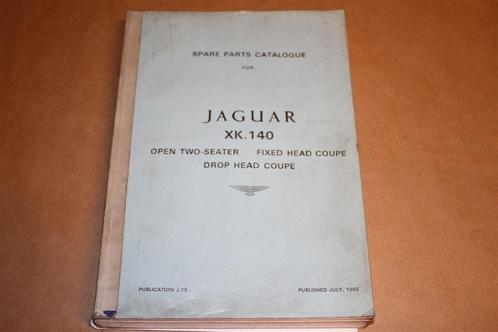 SPARE PARTS CATALOGUE
FOR
JAGUAR
XK.140
OPEN TWO-SEATER FIXED HEAD COUPE
DROP HEAD COUPE
PUBLICATION J.15 PUBLISHED JULY, 1955